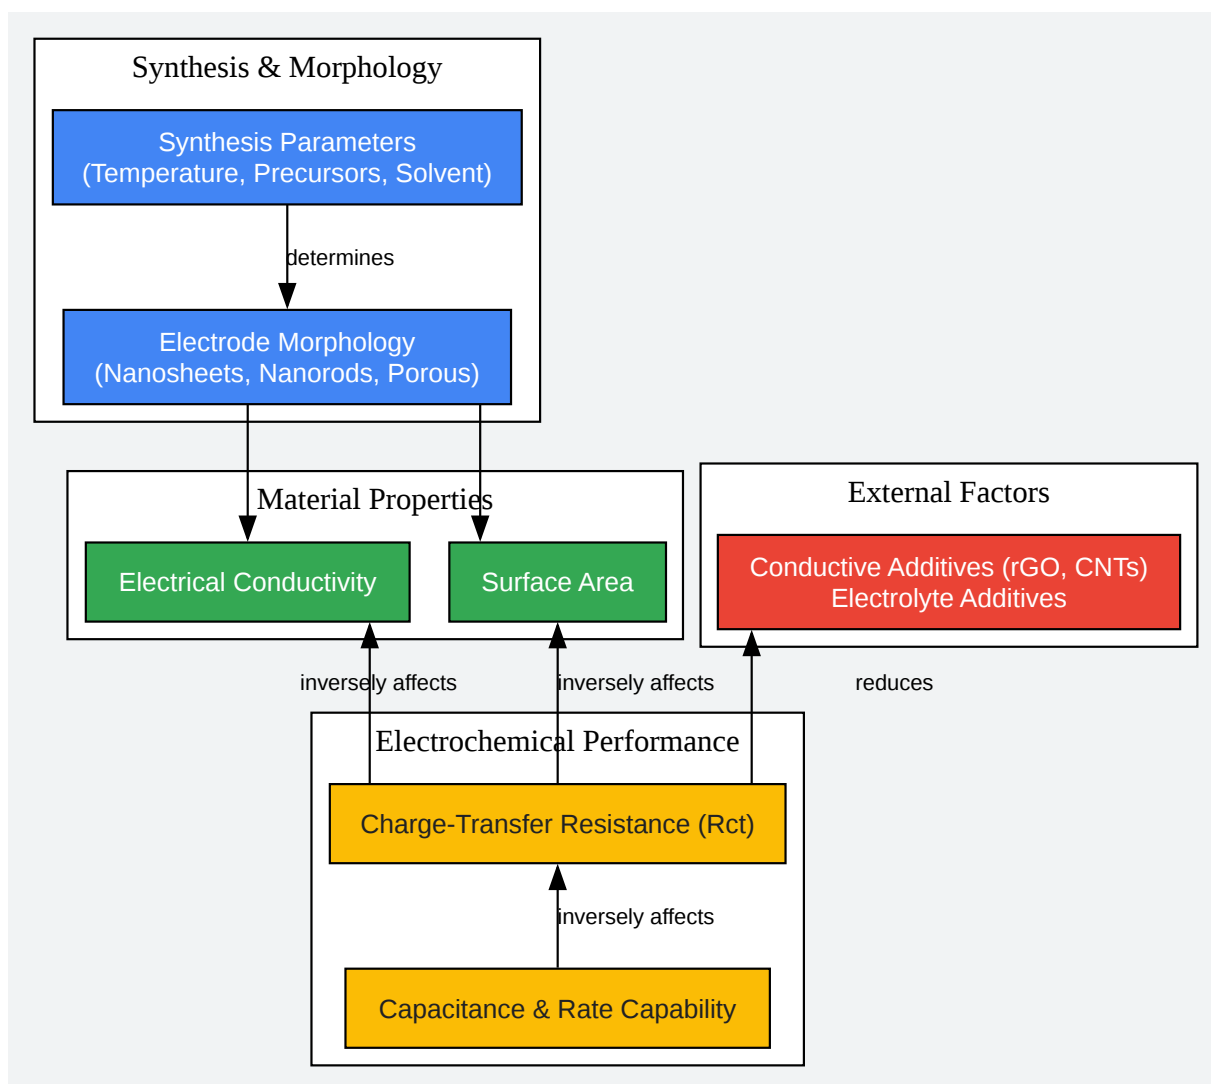 Synthesis & Morphology
Synthesis Parameters
(Temperature, Precursors, Solvent)
determines
Electrode Morphology
(Nanosheets, Nanorods, Porous)
Material Properties
Electrical Conductivity
Surface Area
External Factors
Conductive Additives (rGO, CNTs)
Electrolyte Additives
inversely affects
inversely affects
reduces
Electrochemical Performance
Charge-Transfer Resistance (Rct)
inversely affects
Capacitance & Rate Capability